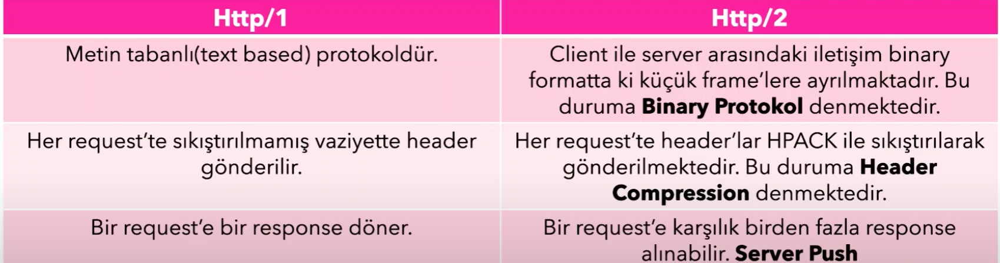 Http/1
Http/2
Metin tabanlı(text based) protokoldür.
Client ile server arasındaki iletişim binary
formatta ki küçük frame’lere ayrılmaktadır. Bu
duruma Binary Protokol denmektedir.
Her request’te sıkıştırılmamış vaziyette header
gönderilir.
Her request’te header’lar HPACK ile sıkıştırılarak
gönderilmektedir. Bu duruma Header
Compression denmektedir.
Bir request’e bir response döner.
Bir request’e karşılık birden fazla response
alınabilir. Server Push